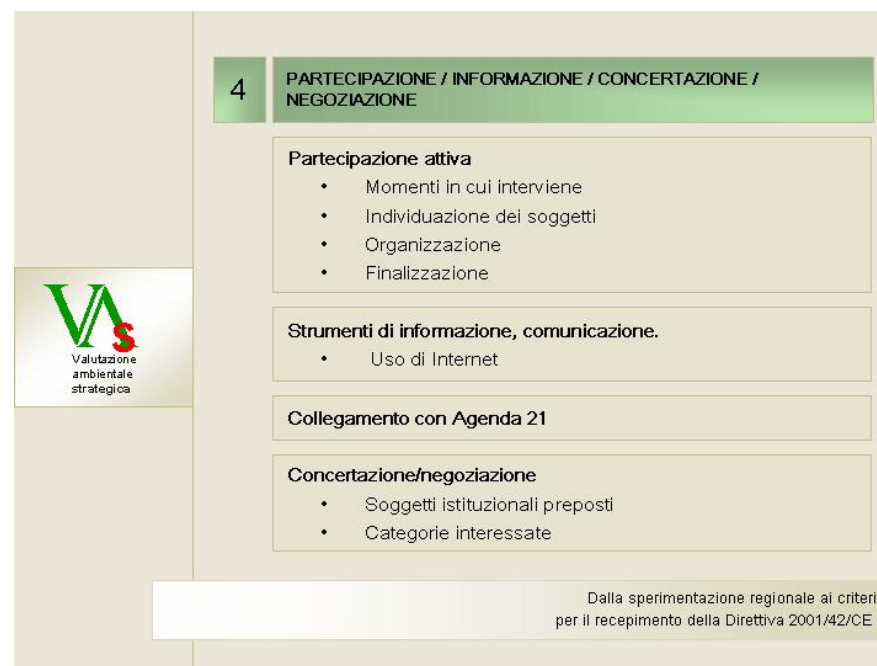 4
PARTECIPAZIONE / INFORMAZIONE / CONCERTAZIONE /
NEGOZIAZIONE
Partecipazione attiva
• Momenti in cui interviene
• Individuazione dei soggetti
• Organizzazione
• Finalizzazione
VAS
Valutazione
ambientale
strategica
Strumenti di informazione, comunicazione.
• Uso di Internet
Collegamento con Agenda 21
Concertazione/negoziazione
• Soggetti istituzionali preposti
• Categorie interessate
Dalla sperimentazione regionale ai criteri
per il recepimento della Direttiva 2001/42/CE